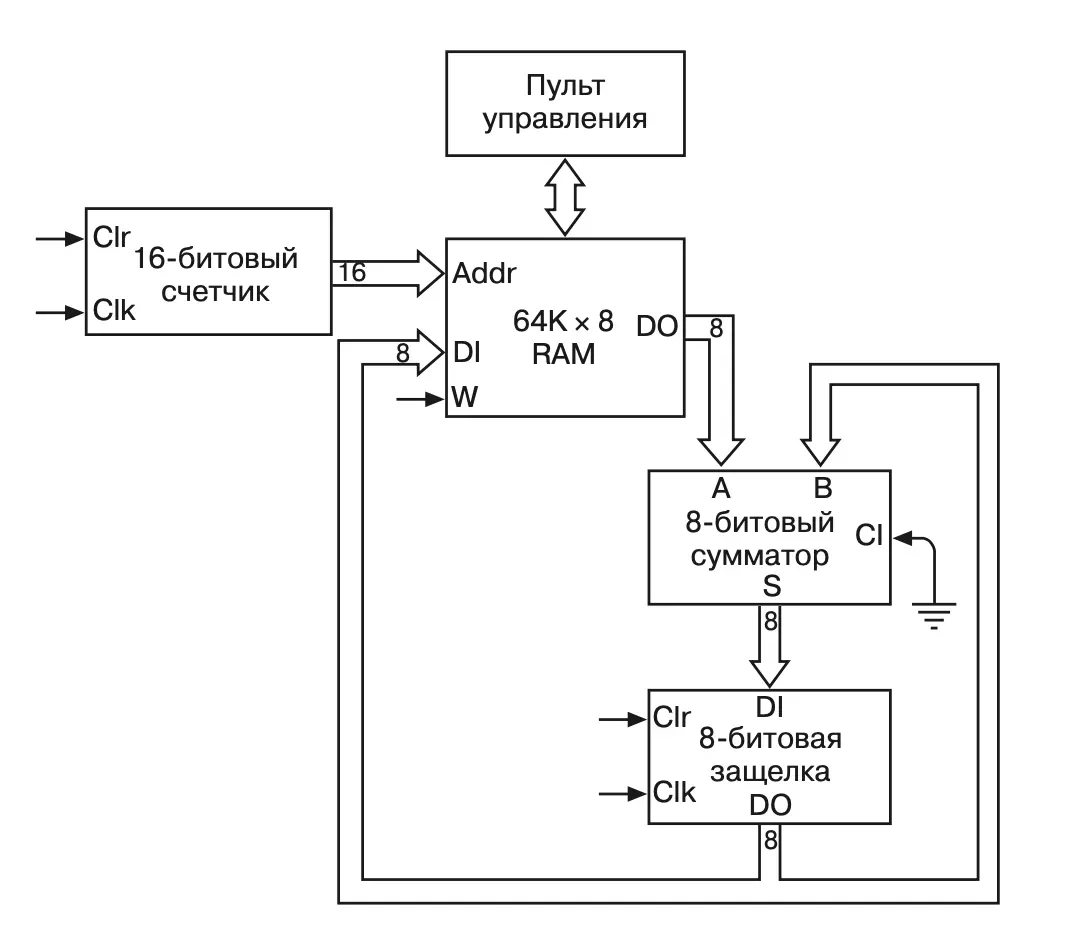 Пульт
управления
Clr
16-битовый
счетчик
Clk
16
Addr
64K × 8
RAM
DO
8
8
DI
W
A
B
8-битовый
сумматор
CI
S
8
DI
Clr
8-битовая
защелка
Clk
DO
8